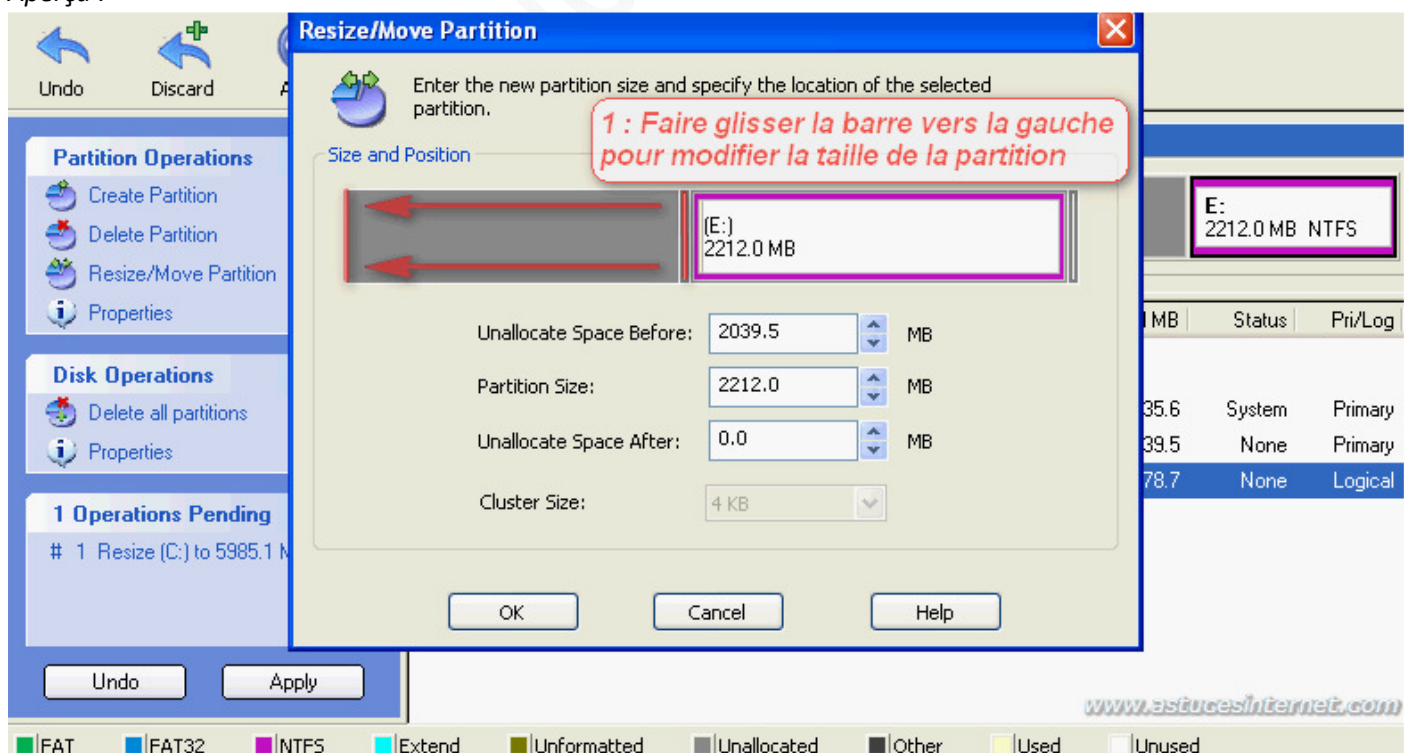 Undo
Discard
Resize/Move Partition
Enter the new partition size and specify the location of the selected
partition.
1 : Faire glisser la barre vers la gauche
pour modifier la taille de la partition
Partition Operations
Create Partition
Delete Partition
Resize/Move Partition
Properties
Disk Operations
Delete all partitions
Properties
1 Operations Pending
# 1 Resize (C:) to 5985.1 M
Undo
Apply
Size and Position
(E:)
2212.0 MB
Unallocate Space Before: 2039.5 MB
Partition Size: 2212.0 MB
Unallocate Space After: 0.0 MB
Cluster Size: 4 KB
OK
Cancel
Help
E:
2212.0 MB NTFS
MB Status Pri/Log
35.6 System Primary
39.5 None Primary
78.7 None Logical
www.astucesinternet.com
FAT FAT32 NTFS Extend Unformatted Unallocated Other Used Unused